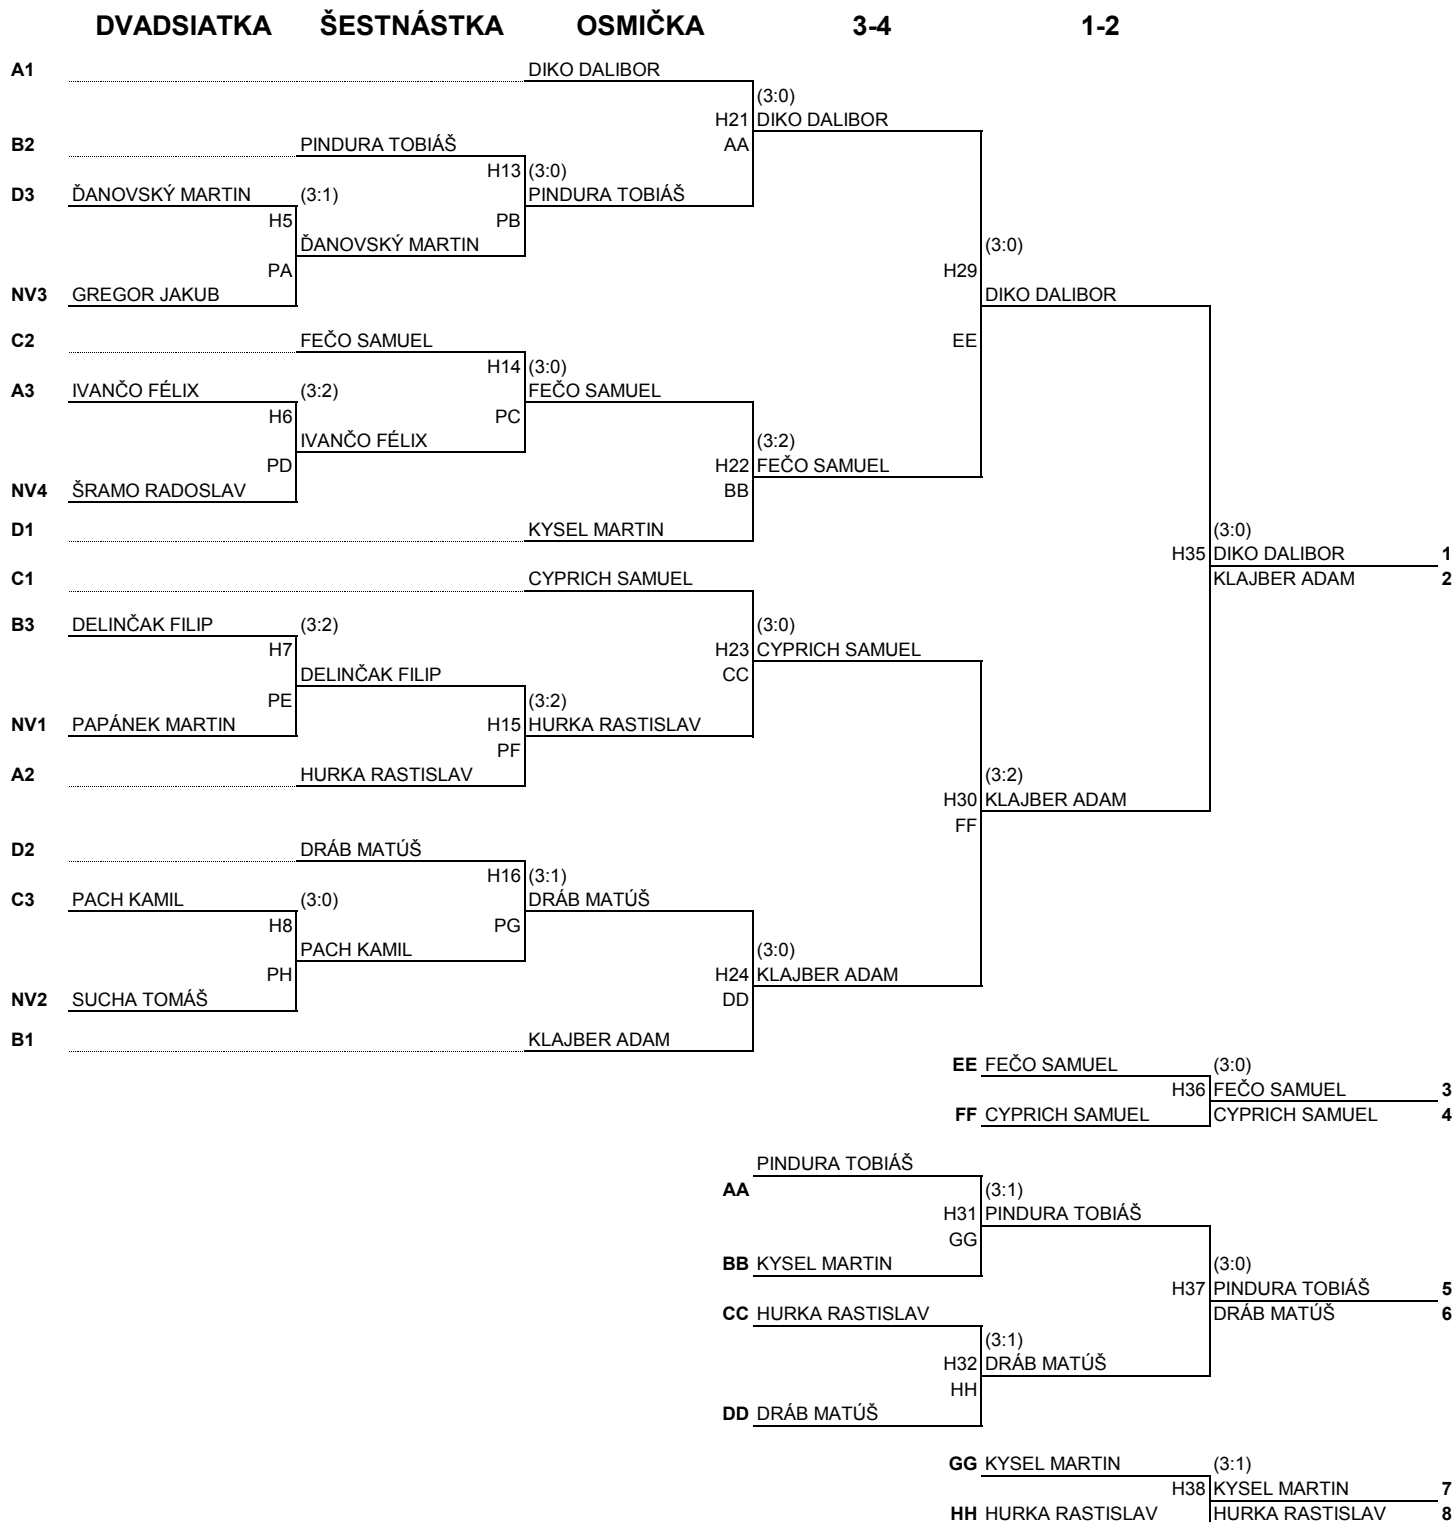 DVADSIATKA ŠESTNÁSTKA OSMIČKA 3-4 1-2
A1 DIKO DALIBOR
(3:0)
H21 DIKO DALIBOR
B2 PINDURA TOBIÁŠ AA
H13 (3:0)
D3 ĎANOVSKÝ MARTIN (3:1) PINDURA TOBIÁŠ
H5 PB
ĎANOVSKÝ MARTIN (3:0)
PA H29
NV3 GREGOR JAKUB DIKO DALIBOR
C2 FEČO SAMUEL EE
H14 (3:0)
A3 IVANČO FÉLIX (3:2) FEČO SAMUEL
H6 PC
IVANČO FÉLIX (3:2)
PD H22 FEČO SAMUEL
NV4 ŠRAMO RADOSLAV BB
D1 KYSEL MARTIN (3:0)
H35 DIKO DALIBOR 1
C1 CYPRICH SAMUEL KLAJBER ADAM 2
B3 DELINČAK FILIP (3:2) (3:0)
H7 H23 CYPRICH SAMUEL
DELINČAK FILIP CC
PE (3:2)
NV1 PAPÁNEK MARTIN H15 HURKA RASTISLAV
PF
A2 HURKA RASTISLAV (3:2)
H30 KLAJBER ADAM
FF
D2 DRÁB MATÚŠ
H16 (3:1)
C3 PACH KAMIL (3:0) DRÁB MATÚŠ
H8 PG
PACH KAMIL (3:0)
PH H24 KLAJBER ADAM
NV2 SUCHA TOMÁŠ DD
B1 KLAJBER ADAM
EE FEČO SAMUEL (3:0)
H36 FEČO SAMUEL 3
FF CYPRICH SAMUEL CYPRICH SAMUEL 4
PINDURA TOBIÁŠ
AA (3:1)
H31 PINDURA TOBIÁŠ
GG
BB KYSEL MARTIN (3:0)
H37 PINDURA TOBIÁŠ 5
CC HURKA RASTISLAV DRÁB MATÚŠ 6
(3:1)
H32 DRÁB MATÚŠ
HH
DD DRÁB MATÚŠ
GG KYSEL MARTIN (3:1)
H38 KYSEL MARTIN 7
HH HURKA RASTISLAV HURKA RASTISLAV 8